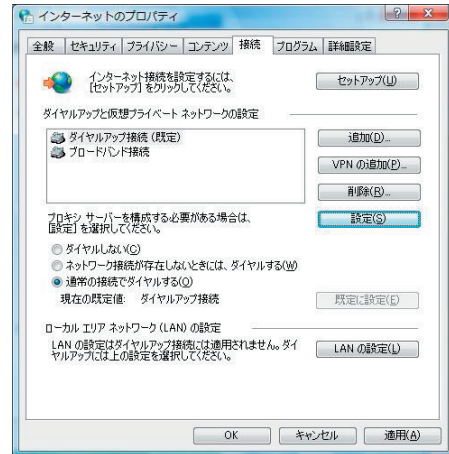 インターネットのプロパティ
全般 セキュリティ プライバシー コンテンツ 接続 プログラム 詳細設定
インターネット接続を設定するには、
[セットアップ] をクリックしてください。
セットアップ(U)
ダイヤルアップと仮想プライベート ネットワークの設定
ダイヤルアップ接続 (既定)
ブロードバンド接続
追加(D)...
VPN の追加(P)...
削除(R)...
プロキシ サーバーを構成する必要がある場合は、
[設定] を選択してください。
設定(S)
ダイヤルしない(C)
ネットワーク接続が存在しないときには、ダイヤルする(W)
通常の接続でダイヤルする(O)
現在の既定値: ダイヤルアップ接続
既定に設定(E)
ローカル エリア ネットワーク (LAN) の設定
LAN の設定はダイヤルアップ接続には適用されません。ダイ
ヤルアップには上の設定を選択してください。
LAN の設定(L)
OK キャンセル 適用(A)